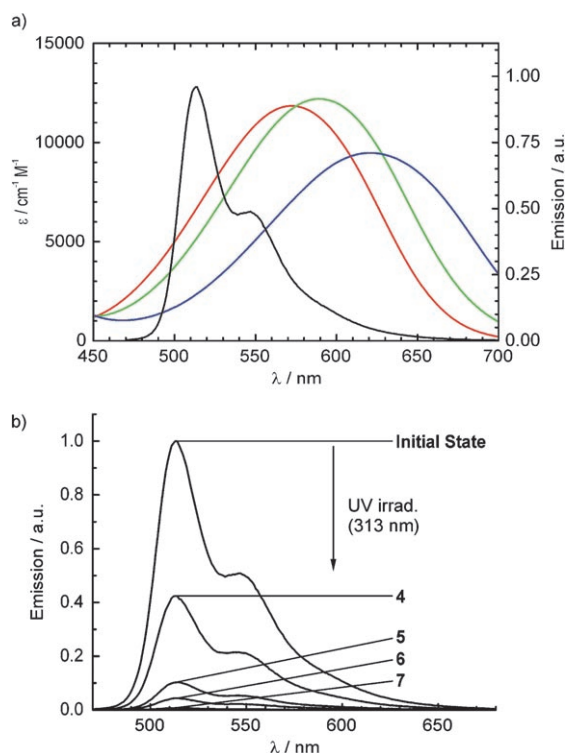 a)
15000
10000
5000
0
ε / cm⁻¹ M⁻¹
1.00
0.75
0.50
0.25
0.00
Emission / a.u.
450 500 550 600 650 700
λ / nm
b)
1.0
0.8
0.6
0.4
0.2
0.0
Emission / a.u.
Initial State
UV irrad.
(313 nm)
4
5
6
7
500 550 600 650
λ / nm